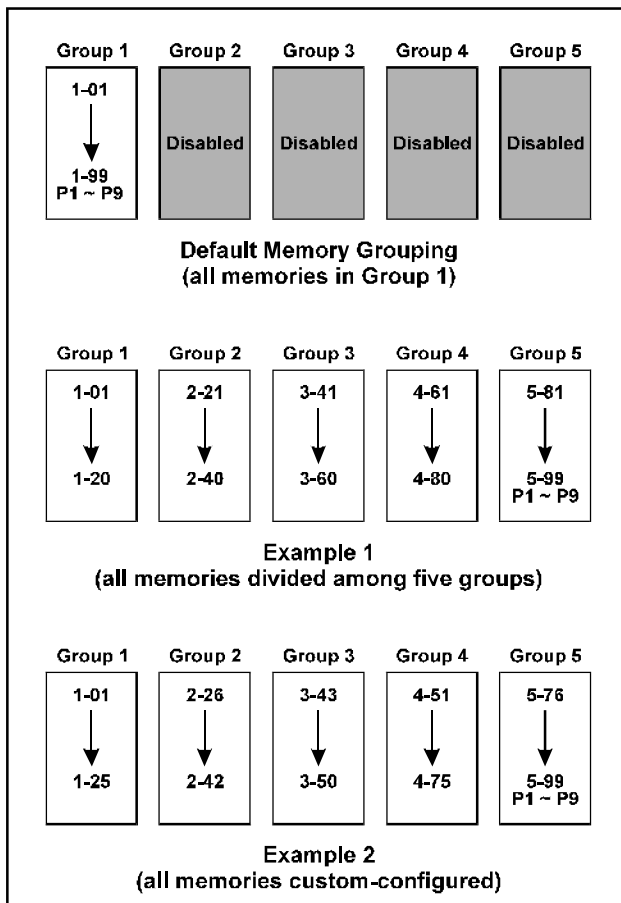 Group 1 Group 2 Group 3 Group 4 Group 5
1-01
Disabled Disabled Disabled Disabled
1-99
P1 ~ P9
Default Memory Grouping
(all memories in Group 1)
Group 1 Group 2 Group 3 Group 4 Group 5
1-01 2-21 3-41 4-61 5-81
1-20 2-40 3-60 4-80 5-99
P1 ~ P9
Example 1
(all memories divided among five groups)
Group 1 Group 2 Group 3 Group 4 Group 5
1-01 2-26 3-43 4-51 5-76
1-25 2-42 3-50 4-75 5-99
P1 ~ P9
Example 2
(all memories custom-configured)